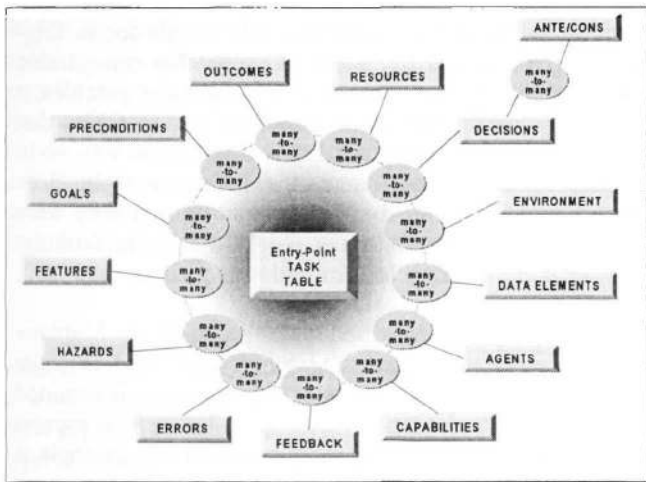 ANTE/CONS
many
-to-
many
OUTCOMES
RESOURCES
many
-to-
many
many
-to-
many
PRECONDITIONS
DECISIONS
many
-to-
many
many
-to-
many
GOALS
ENVIRONMENT
many
-to-
many
many
-to-
many
Entry-Point
TASK
TABLE
FEATURES
many
-to-
many
many
-to-
many
DATA ELEMENTS
HAZARDS
many
-to-
many
many
-to-
many
AGENTS
many
-to-
many
many
-to-
many
many
-to-
many
ERRORS
FEEDBACK
CAPABILITIES